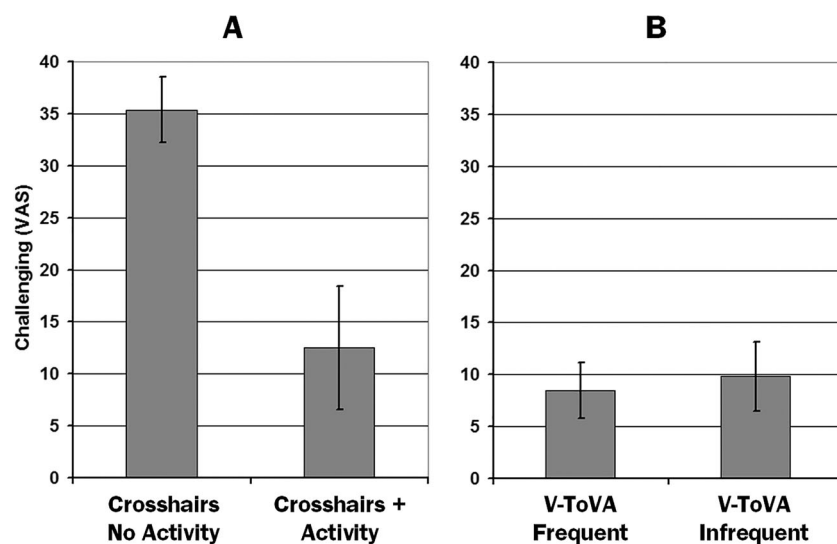 A
B
Challenging (VAS)
40
35
30
25
20
15
10
5
0
40
35
30
25
20
15
10
5
0
Crosshairs
No Activity
Crosshairs +
Activity
V-ToVA
Frequent
V-ToVA
Infrequent